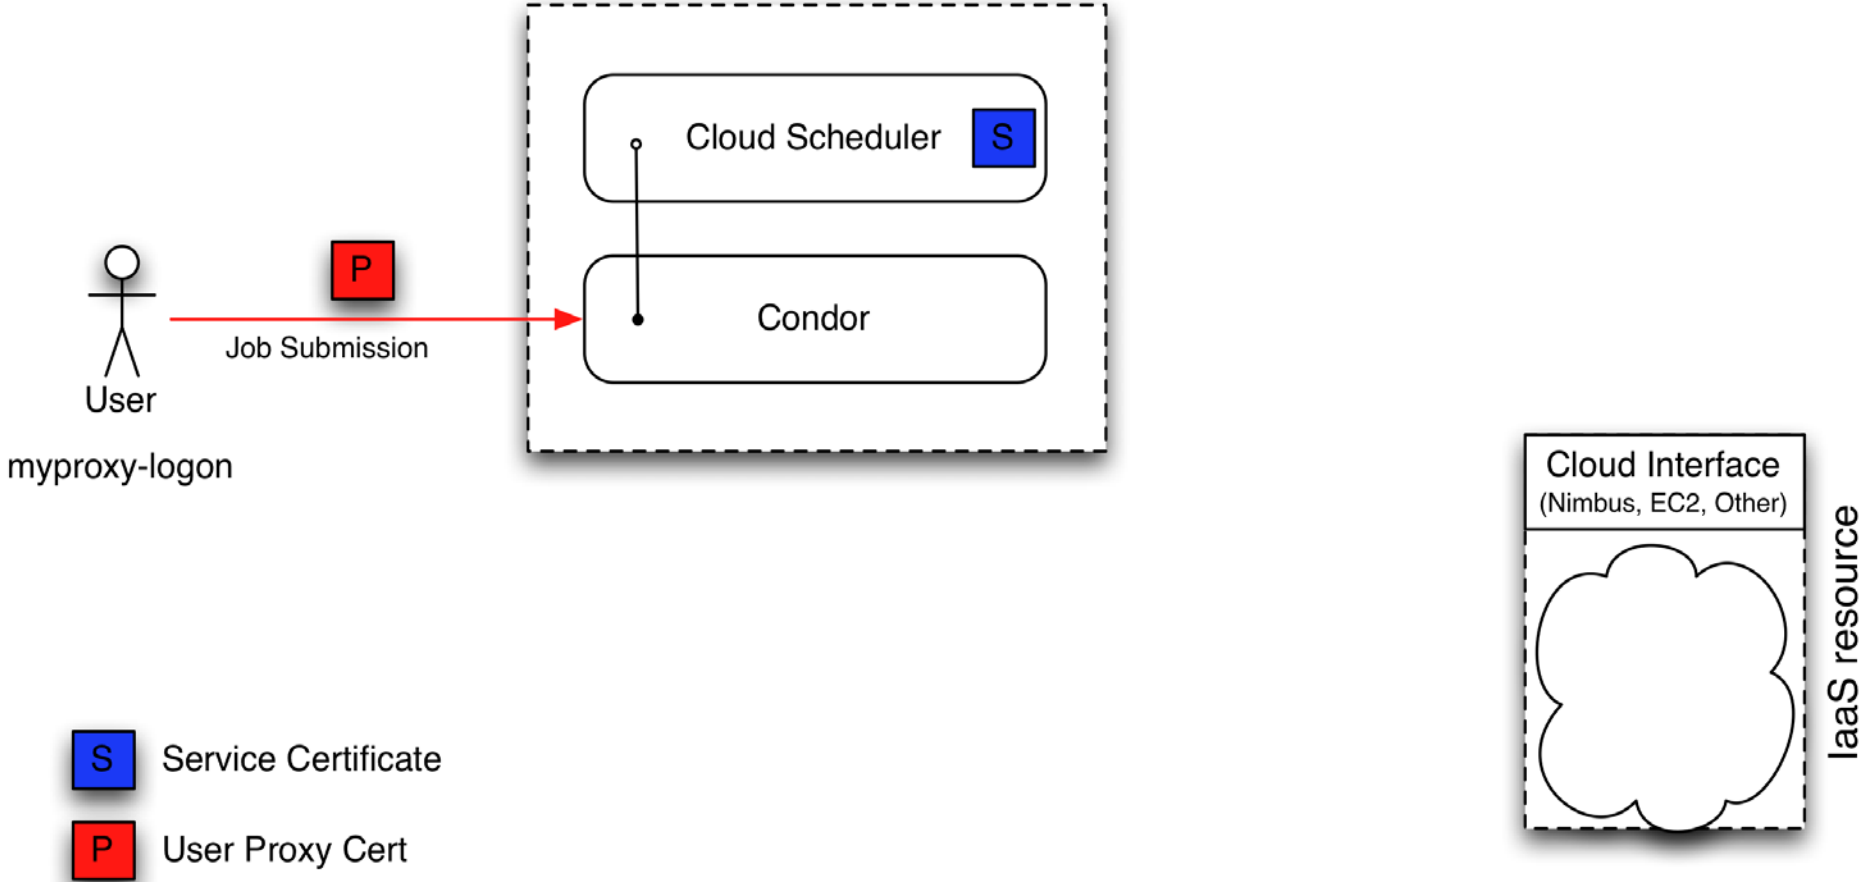 Cloud Scheduler
S
Condor
P
Job Submission
User
myproxy-logon
Cloud Interface
(Nimbus, EC2, Other)
IaaS resource
S Service Certificate
P User Proxy Cert